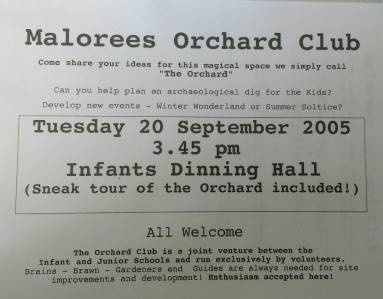 Malorees Orchard Club
Come share your ideas for this magical space we simply call
"The Orchard"
Can you help plan an archaeological dig for the Kids?
Develop new events - Winter Wonderland or Summer Soltice?
Tuesday 20 September 2005
3.45 pm
Infants Dinning Hall
(Sneak tour of the Orchard included!)
All Welcome
The Orchard Club is a joint venture between the
Infant and Junior Schools and run exclusively by volunteers.
Brains - Brawn - Gardeners and Guides are always needed for site
improvements and development! Enthusiasm accepted here!